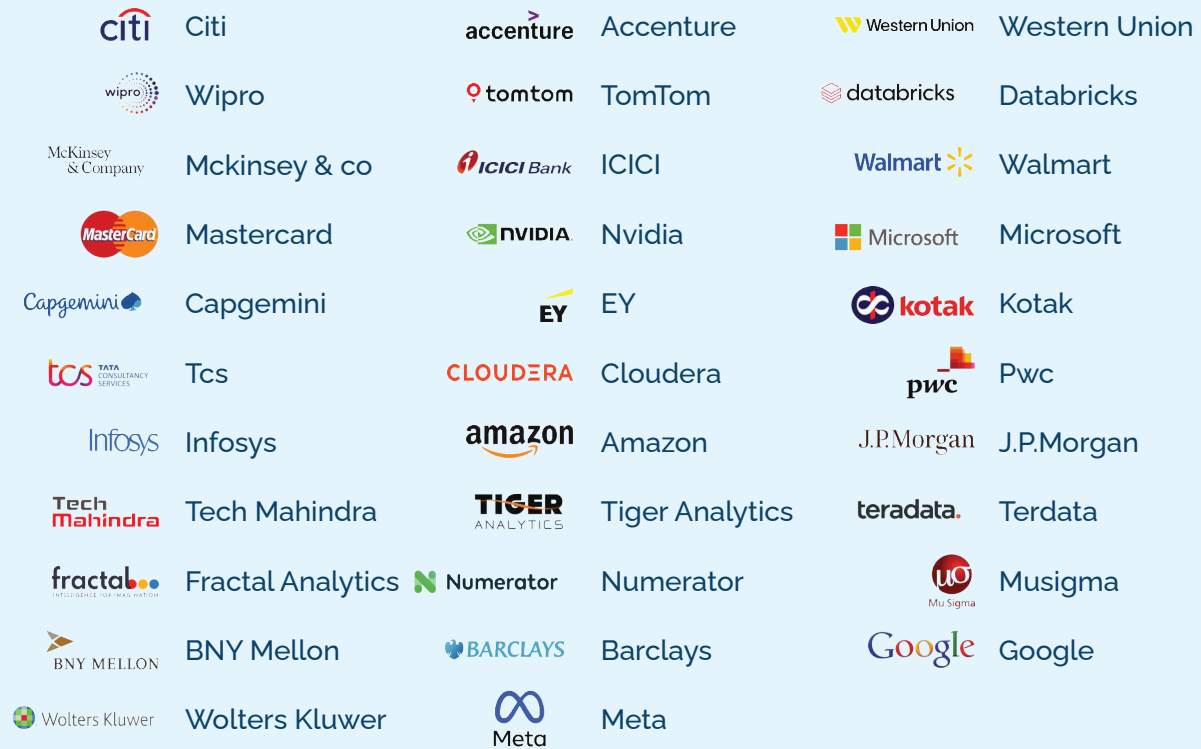 citi Citi
accenture Accenture
Western Union Western Union
wipro Wipro
tomtom TomTom
databricks Databricks
McKinsey
& Company
Mckinsey & co
ICICI Bank ICICI
Walmart Walmart
MasterCard Mastercard
NVIDIA. Nvidia
Microsoft Microsoft
Capgemini Capgemini
EY EY
kotak Kotak
tcs TATA
CONSULTANCY
SERVICES
Tcs
CLOUDERA Cloudera
pwc Pwc
Infosys Infosys
amazon Amazon
J.P.Morgan J.P.Morgan
Tech
Mahindra
Tech Mahindra
TIGER
ANALYTICS
Tiger Analytics
teradata. Terdata
fractal
INTELLIGENCE FOR IMAGINATION
Fractal Analytics
Numerator Numerator
μσ
Mu Sigma
Musigma
BNY MELLON BNY Mellon
BARCLAYS Barclays
Google Google
Wolters Kluwer Wolters Kluwer
Meta Meta